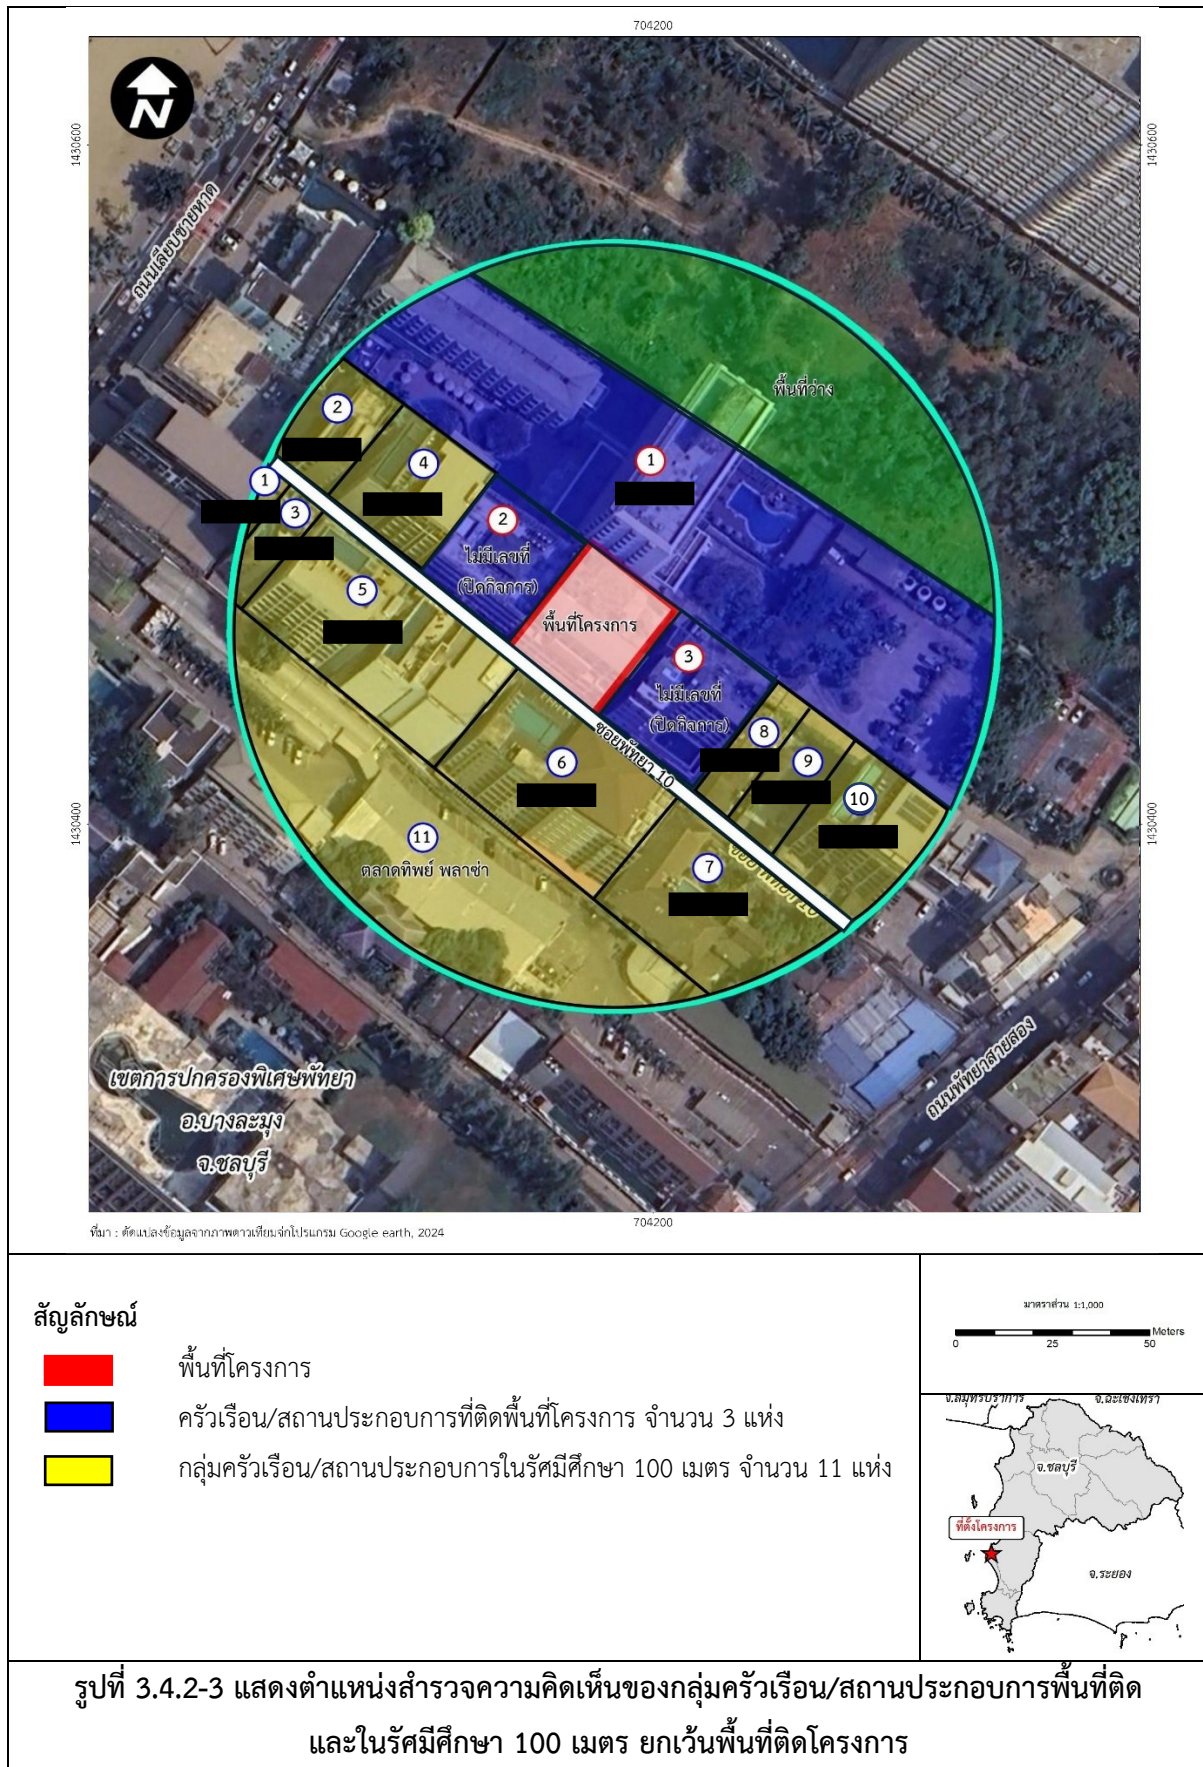 704200
N
1430600
1430600
ถนนเลียบชายหาด
พื้นที่ว่าง
2
4
1
1
3
2
ไม่มีเลขที่
(ปิดกิจการ)
5
พื้นที่โครงการ
3
ไม่มีเลขที่
(ปิดกิจการ)
ซอยพัทยา 10
8
9
6
10
1430400
1430400
11
ตลาดทิพย์ พลาซ่า
7
ถนนพัทยาสายสอง
เขตการปกครองพิเศษพัทยา
อ.บางละมุง
จ.ชลบุรี
704200
ที่มา : ดัดแปลงข้อมูลจากภาพดาวเทียมจากโปรแกรม Google earth, 2024
สัญลักษณ์
พื้นที่โครงการ
ครัวเรือน/สถานประกอบการที่ติดพื้นที่โครงการ จำนวน 3 แห่ง
กลุ่มครัวเรือน/สถานประกอบการในรัศมีศึกษา 100 เมตร จำนวน 11 แห่ง
มาตราส่วน 1:1,000
Meters
0 25 50
จ.สมุทรปราการ
จ.ฉะเชิงเทรา
จ.ชลบุรี
ที่ตั้งโครงการ
จ.ระยอง
รูปที่ 3.4.2-3 แสดงตำแหน่งสำรวจความคิดเห็นของกลุ่มครัวเรือน/สถานประกอบการพื้นที่ติด
และในรัศมีศึกษา 100 เมตร ยกเว้นพื้นที่ติดโครงการ